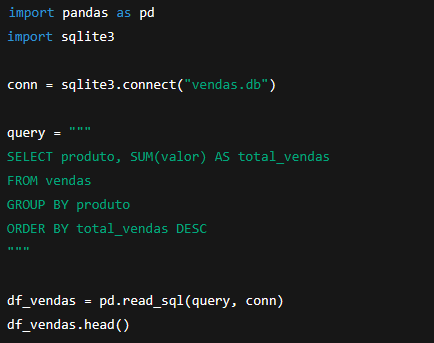 import pandas as pd
import sqlite3
conn = sqlite3.connect("vendas.db")
query = """
SELECT produto, SUM(valor) AS total_vendas
FROM vendas
GROUP BY produto
ORDER BY total_vendas DESC
"""
df_vendas = pd.read_sql(query, conn)
df_vendas.head()